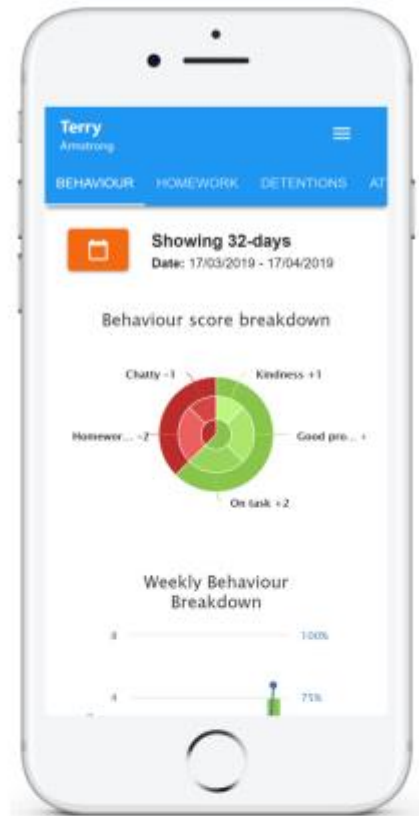 Terry
Armstrong
BEHAVIOUR HOMEWORK DETENTIONS AT
Showing 32-days
Date: 17/03/2019 - 17/04/2019
Behaviour score breakdown
Chatty -1 Kindness +1
Homewor... -2 Good pro... +
On task +2
Weekly Behaviour
Breakdown
8 100%
4 75%